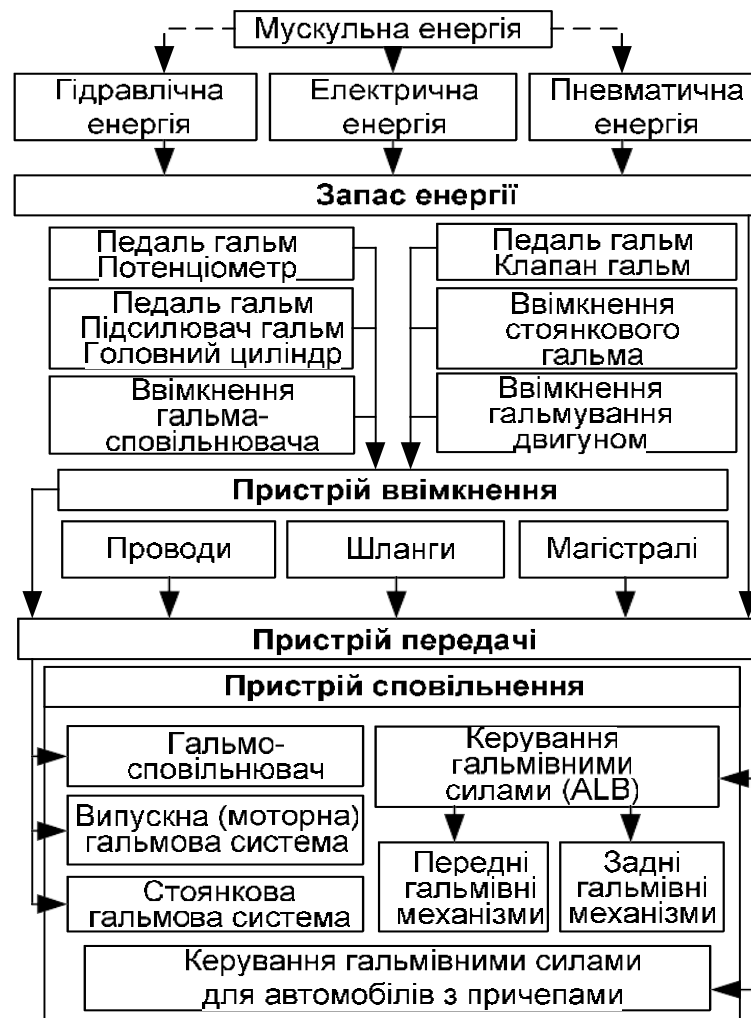 Мускульна енергія
Гідравлічна
енергія
Електрична
енергія
Пневматична
енергія
Запас енергії
Педаль гальм
Потенціометр
Педаль гальм
Підсилювач гальм
Головний циліндр
Ввімкнення
гальма-
сповільнювача
Педаль гальм
Клапан гальм
Ввімкнення
стоянкового
гальма
Ввімкнення
гальмування
двигуном
Пристрій ввімкнення
Проводи
Шланги
Магістралі
Пристрій передачі
Пристрій сповільнення
Гальмо-
сповільнювач
Випускна (моторна)
гальмова система
Стоянкова
гальмова система
Керування
гальмівними
силами (ALB)
Передні
гальмівні
механізми
Задні
гальмівні
механізми
Керування гальмівними силами
для автомобілів з причепами